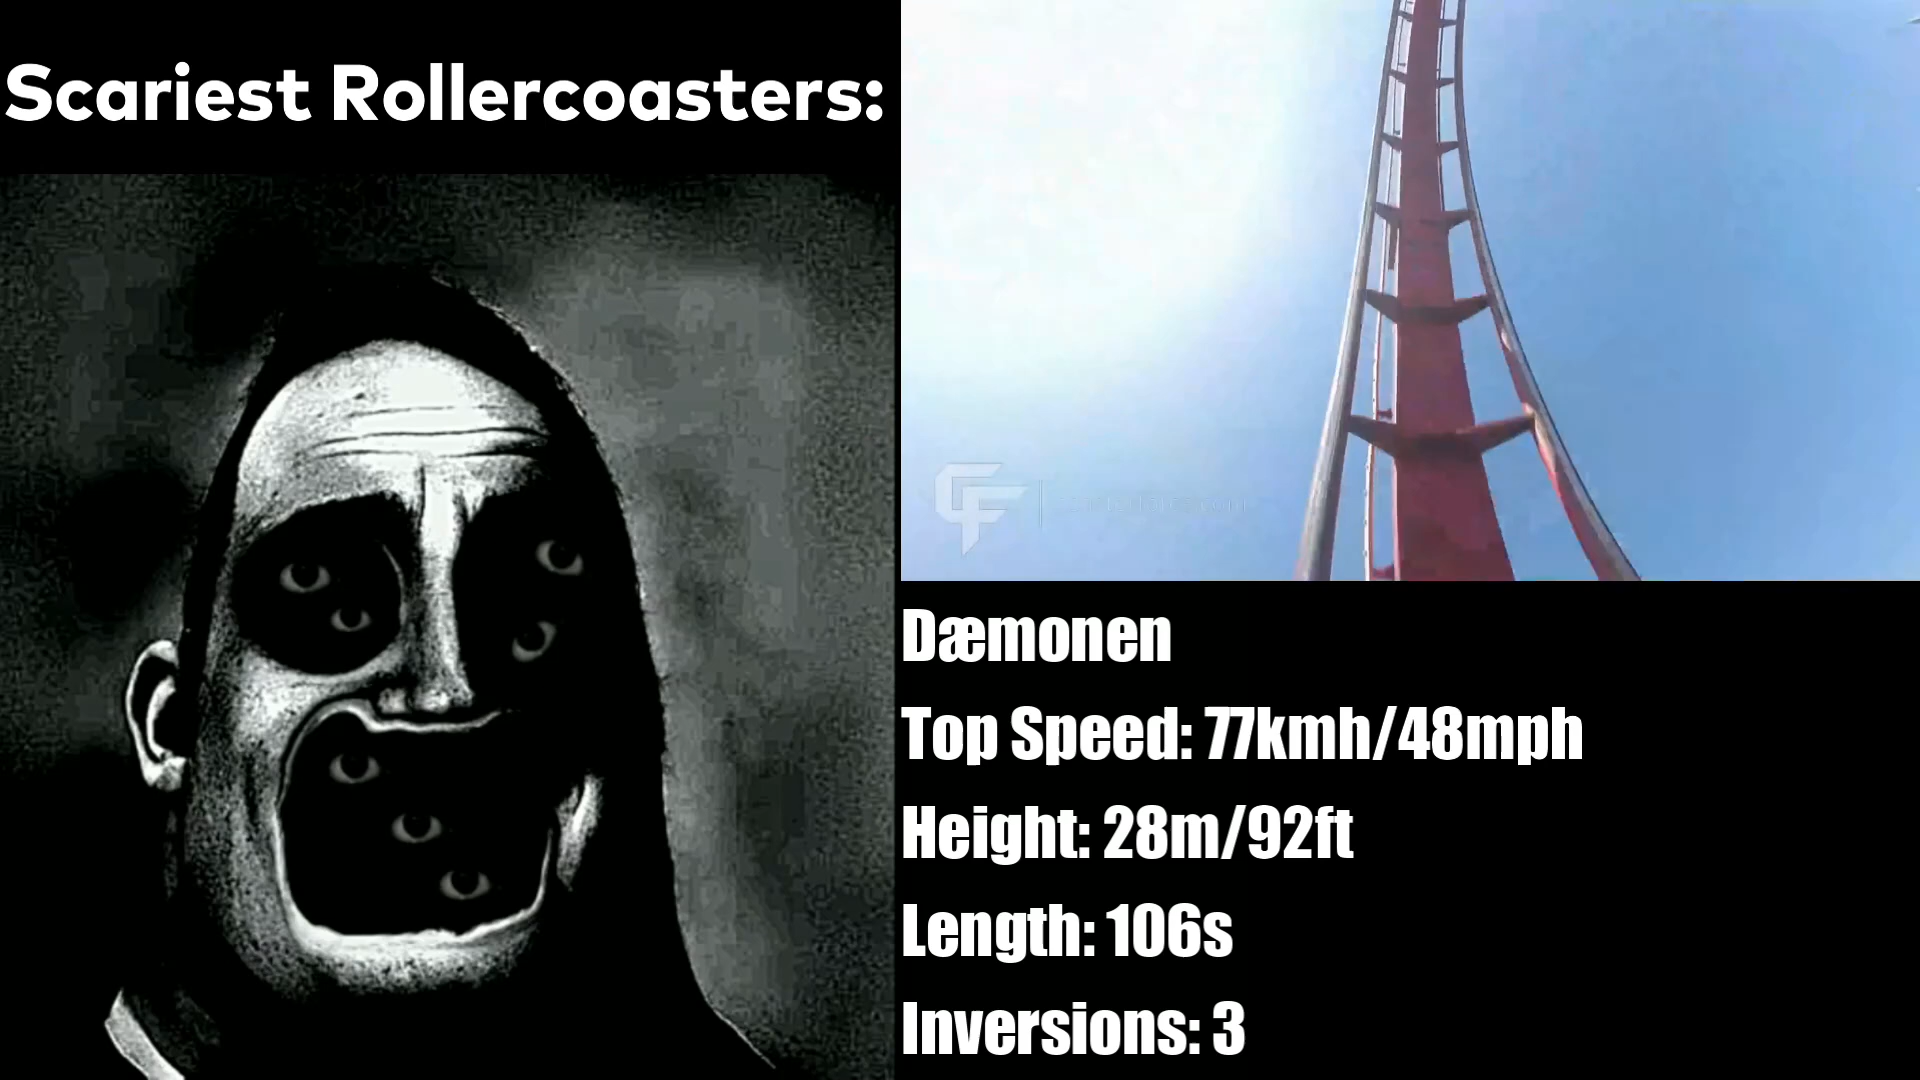 Scariest Rollercoasters:
Dæmonen
Top Speed: 77kmh/48mph
Height: 28m/92ft
Length: 106s
Inversions: 3